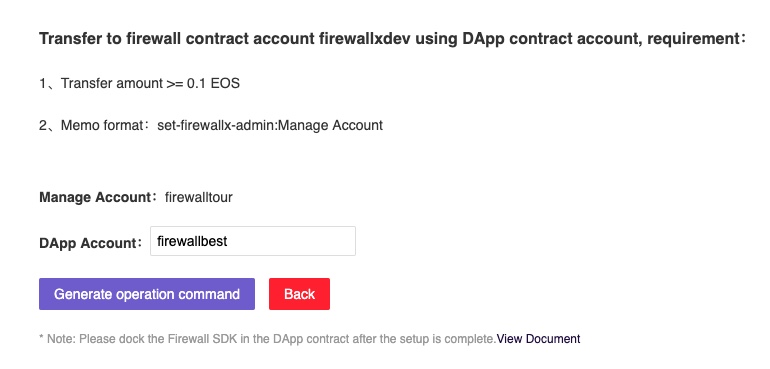 Transfer to firewall contract account firewallxdev using DApp contract account, requirement：
1、Transfer amount >= 0.1 EOS
2、Memo format：set-firewallx-admin:Manage Account
Manage Account：firewalltour
DApp Account：firewallbest
Generate operation command Back
* Note: Please dock the Firewall SDK in the DApp contract after the setup is complete.View Document